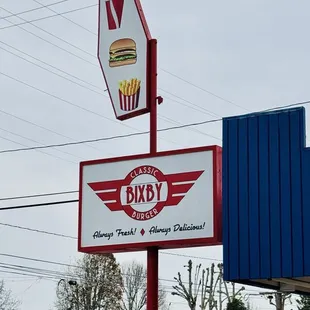 CLASSIC
BIXBY
BURGER
Always Fresh! ♦ Always Delicious!